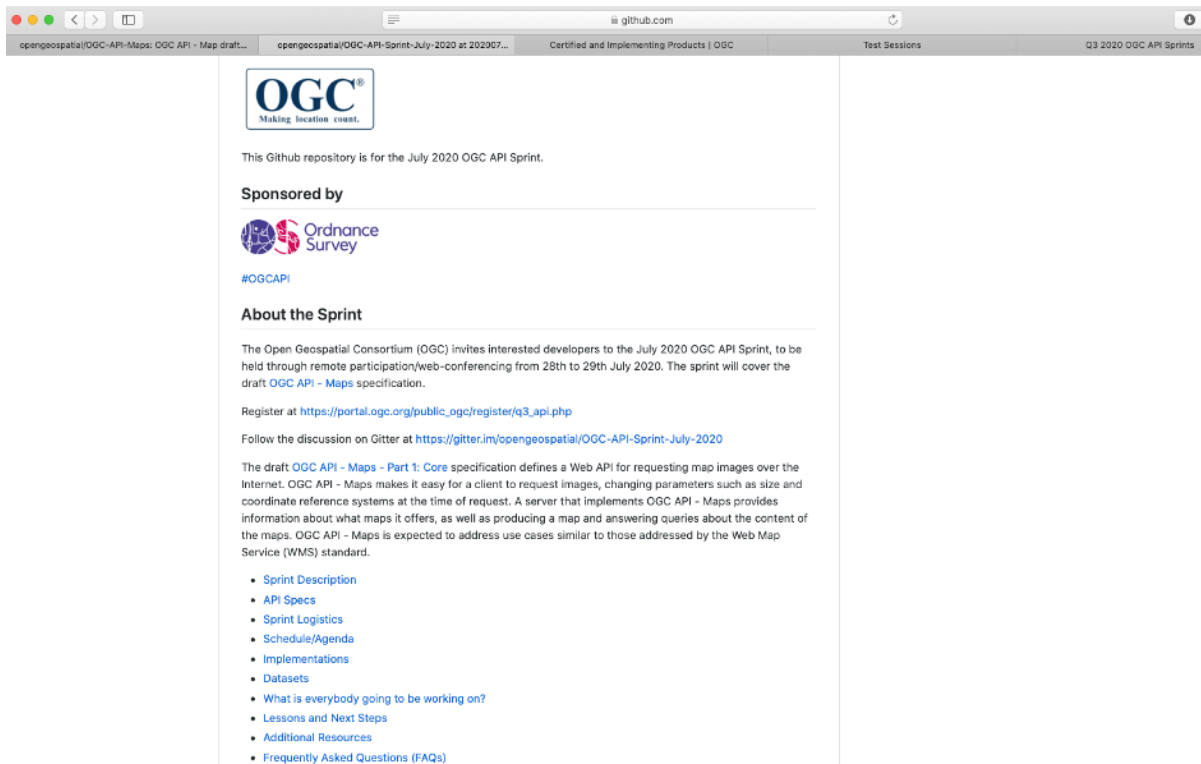 github.com
opengeospatial/OGC-API-Maps: OGC API - Map draft...
opengeospatial/OGC-API-Sprint-July-2020 at 202007...
Certified and Implementing Products | OGC
Test Sessions
Q3 2020 OGC API Sprints
OGC®
Making location count.
This Github repository is for the July 2020 OGC API Sprint.
Sponsored by
Ordnance
Survey
#OGCAPI
About the Sprint
The Open Geospatial Consortium (OGC) invites interested developers to the July 2020 OGC API Sprint, to be
held through remote participation/web-conferencing from 28th to 29th July 2020. The sprint will cover the
draft OGC API - Maps specification.
Register at https://portal.ogc.org/public_ogc/register/q3_api.php
Follow the discussion on Gitter at https://gitter.im/opengeospatial/OGC-API-Sprint-July-2020
The draft OGC API - Maps - Part 1: Core specification defines a Web API for requesting map images over the
Internet. OGC API - Maps makes it easy for a client to request images, changing parameters such as size and
coordinate reference systems at the time of request. A server that implements OGC API - Maps provides
information about what maps it offers, as well as producing a map and answering queries about the content of
the maps. OGC API - Maps is expected to address use cases similar to those addressed by the Web Map
Service (WMS) standard.
• Sprint Description
• API Specs
• Sprint Logistics
• Schedule/Agenda
• Implementations
• Datasets
• What is everybody going to be working on?
• Lessons and Next Steps
• Additional Resources
• Frequently Asked Questions (FAQs)